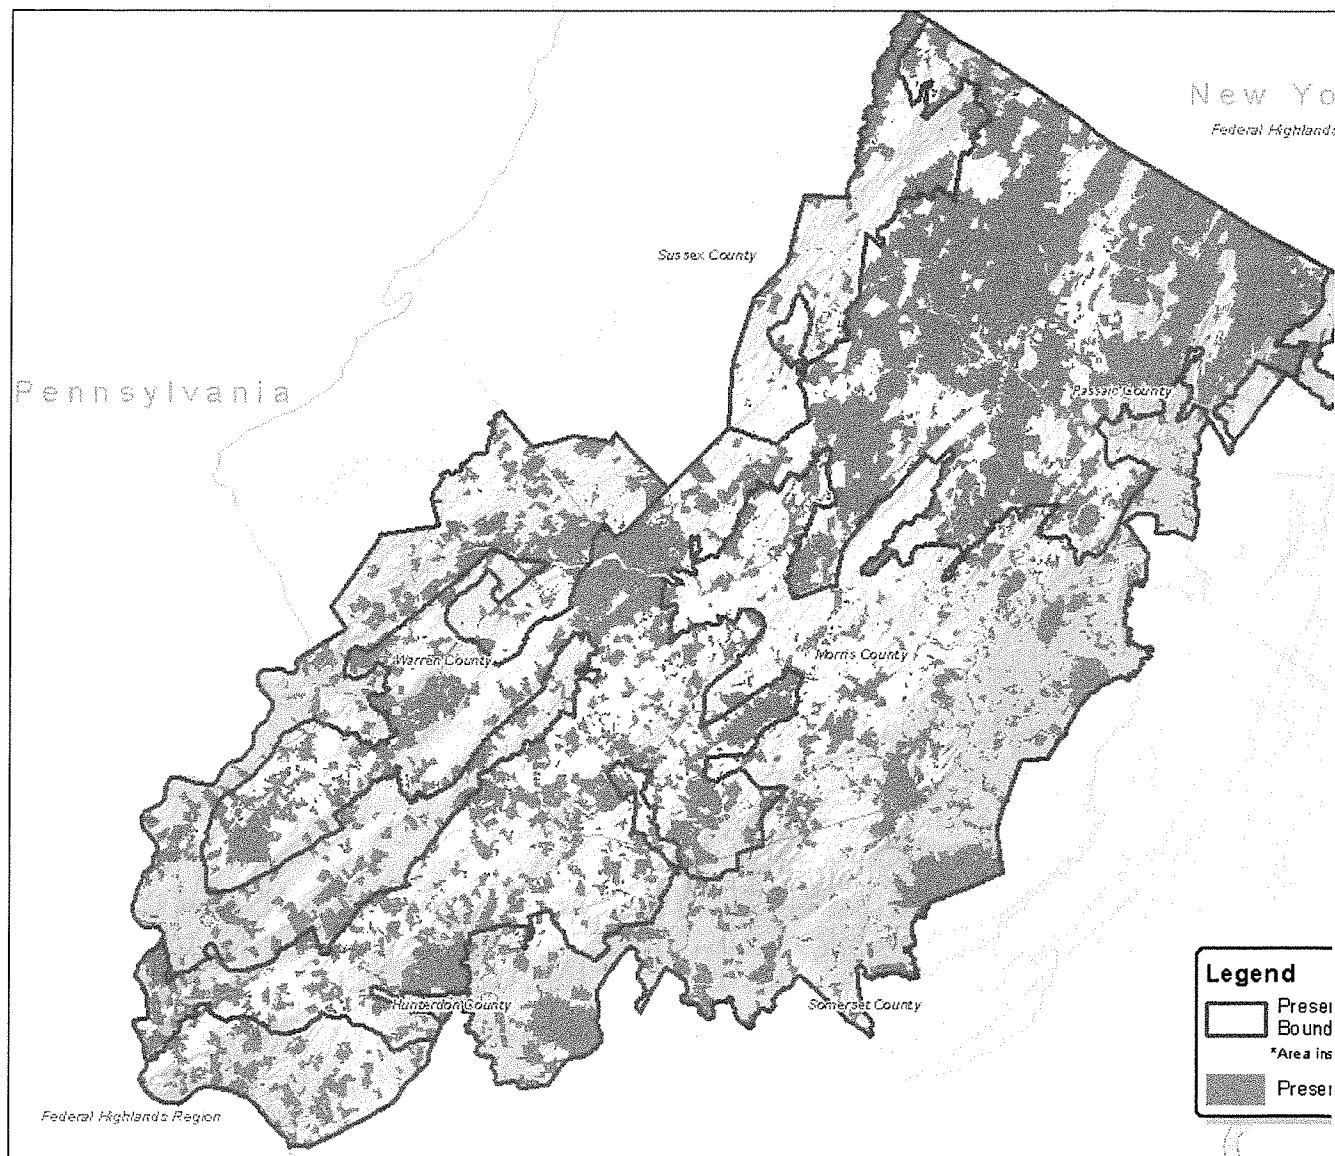 New Yo
Federal Highlands
Sussex County
Pennsylvania
Passaic County
Warren County
Morris County
Hunterdon County
Somerset County
Federal Highlands Region
Legend
Preser
Bound
*Area ins
Preser